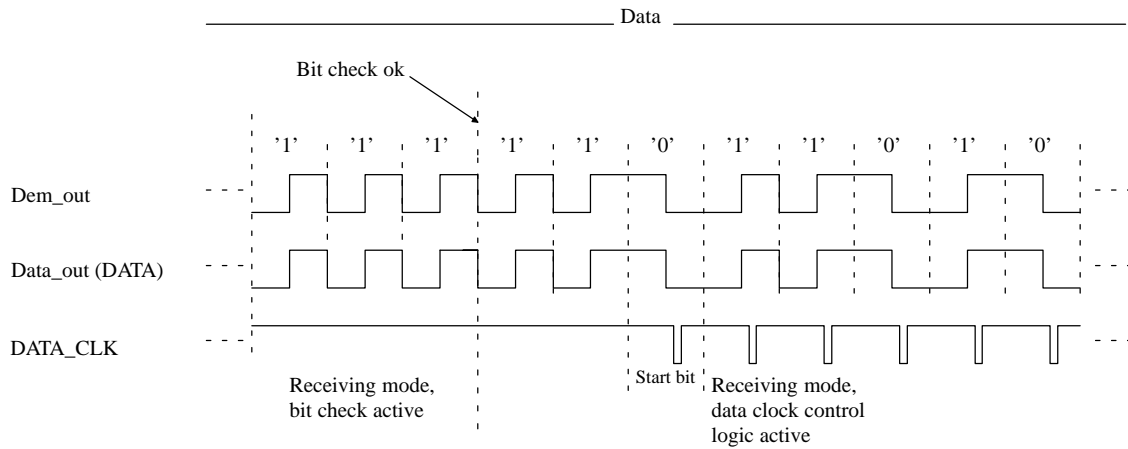 Data
Bit check ok
’1’ ’1’ ’1’ ’1’ ’1’ ’0’ ’1’ ’1’ ’0’ ’1’ ’0’
Dem_out
Data_out (DATA)
DATA_CLK
Receiving mode,
bit check active
Start bit
Receiving mode,
data clock control
logic active